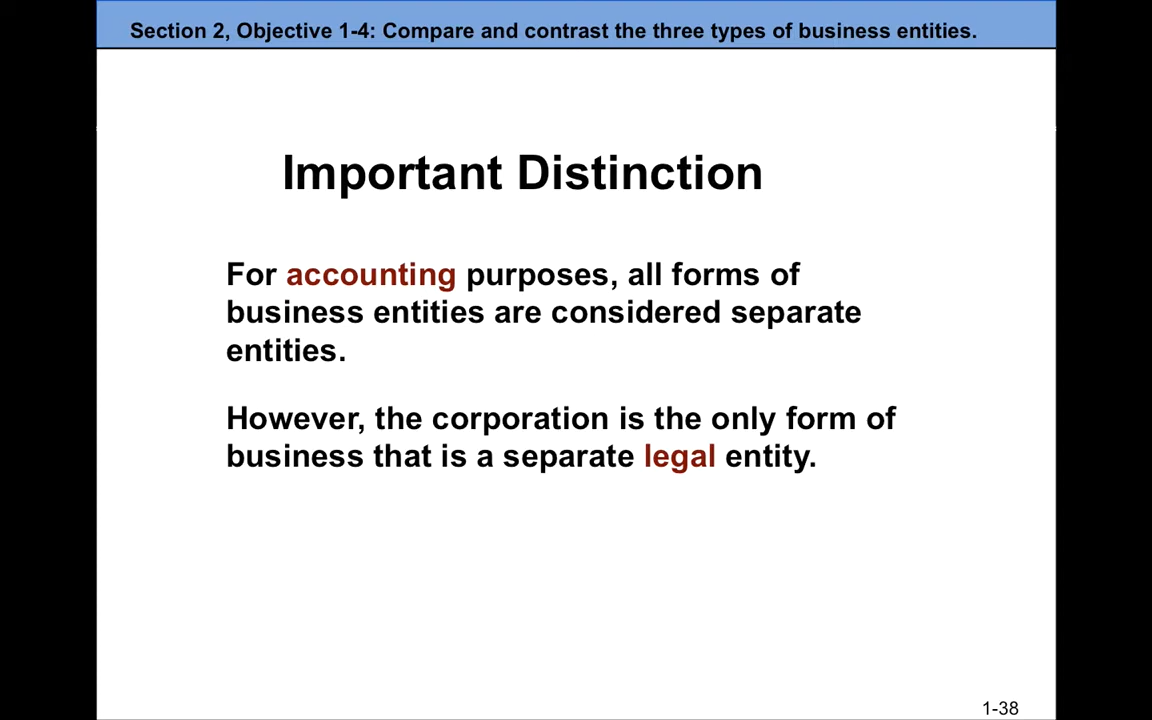 Section 2, Objective 1-4: Compare and contrast the three types of business entities.
Important Distinction
For accounting purposes, all forms of
business entities are considered separate
entities.
However, the corporation is the only form of
business that is a separate legal entity.
1-38